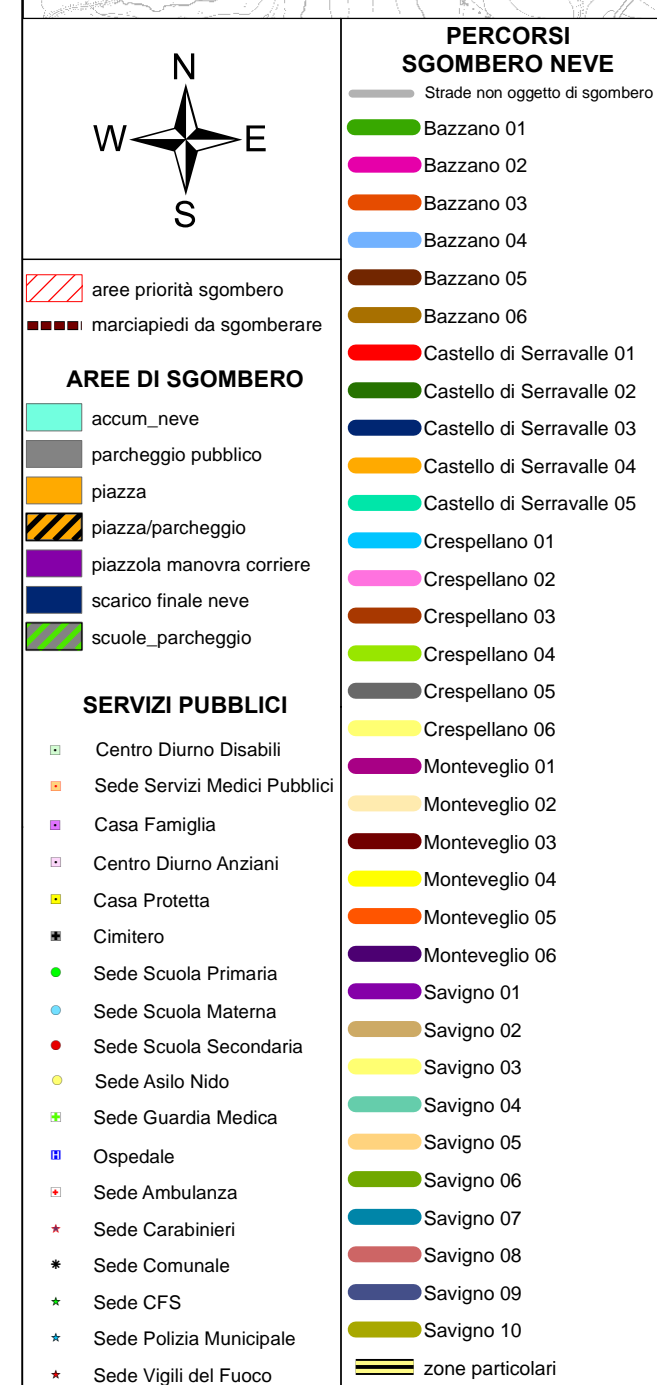 N
W E
S
aree priorità sgombero
marciapiedi da sgomberare
AREE DI SGOMBERO
accum_neve
parcheggio pubblico
piazza
piazza/parcheggio
piazzola manovra corriere
scarico finale neve
scuole_parcheggio
SERVIZI PUBBLICI
Centro Diurno Disabili
Sede Servizi Medici Pubblici
Casa Famiglia
Centro Diurno Anziani
Casa Protetta
Cimitero
Sede Scuola Primaria
Sede Scuola Materna
Sede Scuola Secondaria
Sede Asilo Nido
Sede Guardia Medica
H Ospedale
Sede Ambulanza
Sede Carabinieri
Sede Comunale
Sede CFS
Sede Polizia Municipale
Sede Vigili del Fuoco
PERCORSI
SGOMBERO NEVE
Strade non oggetto di sgombero
Bazzano 01
Bazzano 02
Bazzano 03
Bazzano 04
Bazzano 05
Bazzano 06
Castello di Serravalle 01
Castello di Serravalle 02
Castello di Serravalle 03
Castello di Serravalle 04
Castello di Serravalle 05
Crespellano 01
Crespellano 02
Crespellano 03
Crespellano 04
Crespellano 05
Crespellano 06
Monteveglio 01
Monteveglio 02
Monteveglio 03
Monteveglio 04
Monteveglio 05
Monteveglio 06
Savigno 01
Savigno 02
Savigno 03
Savigno 04
Savigno 05
Savigno 06
Savigno 07
Savigno 08
Savigno 09
Savigno 10
zone particolari